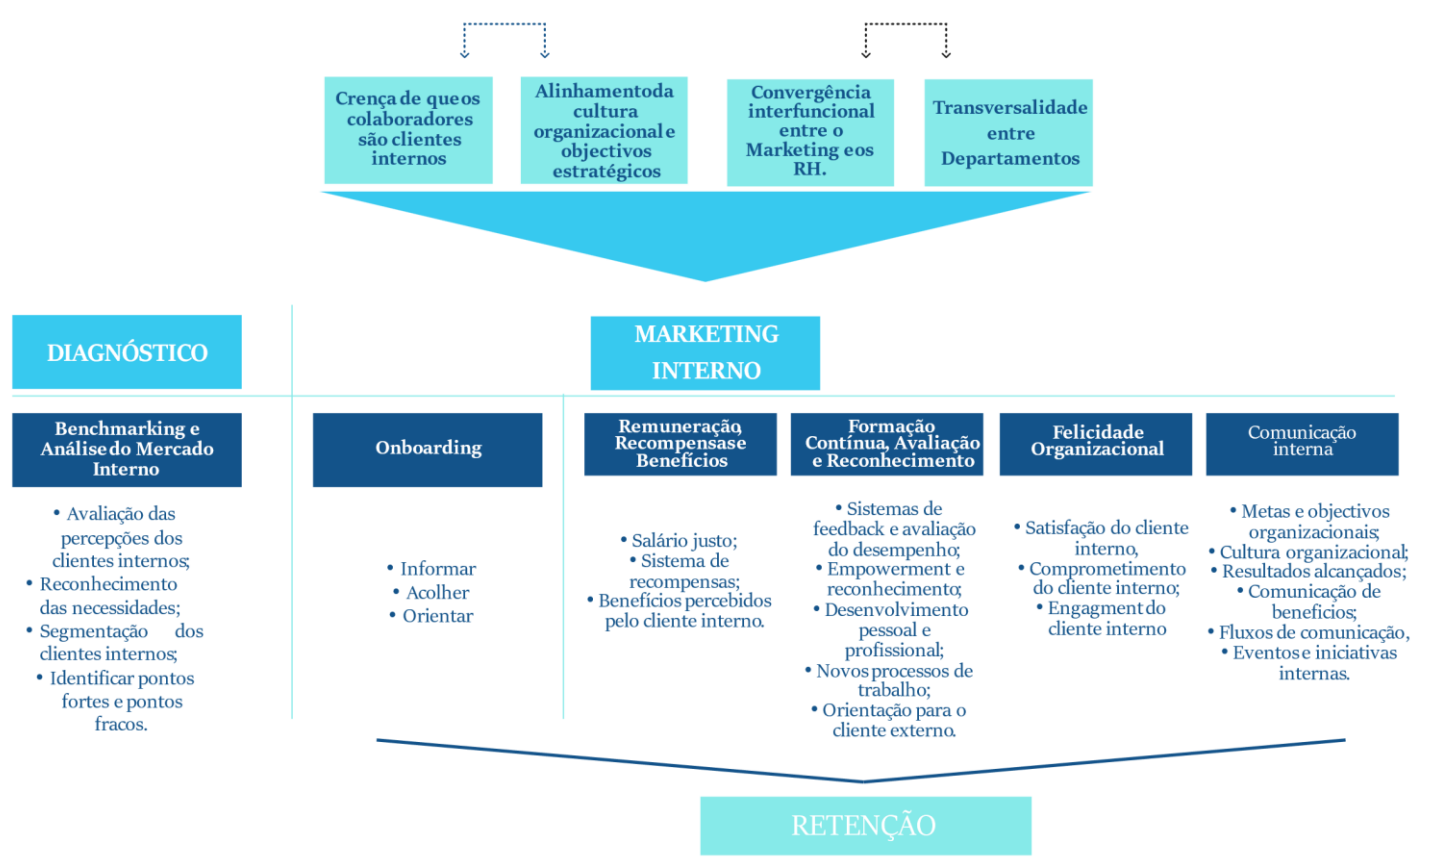 Crença de que os
colaboradores
são clientes
internos
Alinhamentoda
cultura
organizacional e
objectivos
estratégicos
Convergência
interfuncional
entre o
Marketing eos
RH.
Transversalidade
entre
Departamentos
DIAGNÓSTICO
MARKETING
INTERNO
Benchmarking e
Análise do Mercado
Interno
• Avaliação das
percepções dos
clientes internos;
• Reconhecimento
das necessidades;
• Segmentação dos
clientes internos;
• Identificar pontos
fortes e pontos
fracos.
Onboarding
• Informar
• Acolher
• Orientar
Remuneração,
Recompensas e
Benefícios
• Salário justo;
• Sistema de
recompensas;
• Benefícios percebidos
pelo cliente interno.
Formação
Contínua, Avaliação
e Reconhecimento
• Sistemas de
feedback e avaliação
do desempenho;
• Empowerment e
reconhecimento;
• Desenvolvimento
pessoal e
profissional;
• Novos processos de
trabalho;
• Orientação para o
cliente externo.
Felicidade
Organizacional
• Satisfação do cliente
interno,
• Comprometimento
do cliente interno;
• Engagment do
cliente interno
Comunicação
interna
• Metas e objectivos
organizacionais;
• Cultura organizacional;
• Resultados alcançados;
• Comunicação de
beneficios;
• Fluxos de comunicação,
• Eventos e iniciativas
internas.
RETENÇÃO